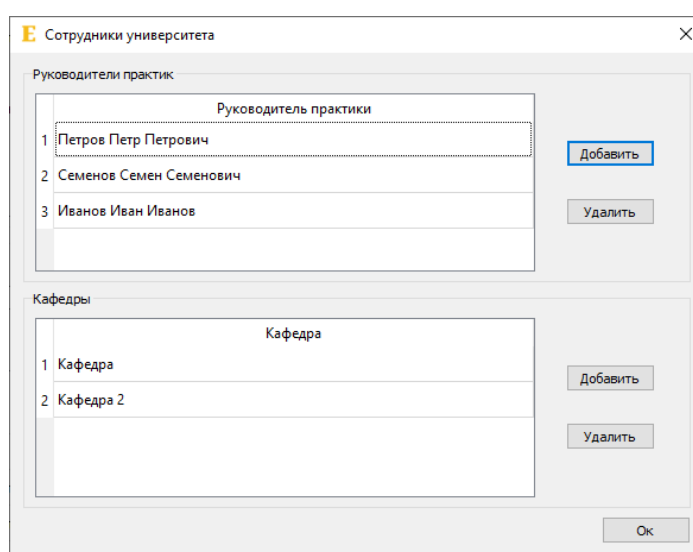 E Сотрудники университета
Руководители практик
Руководитель практики
1 Петров Петр Петрович
2 Семенов Семен Семенович
3 Иванов Иван Иванов
Добавить
Удалить
Кафедры
Кафедра
1 Кафедра
2 Кафедра 2
Добавить
Удалить
Ок